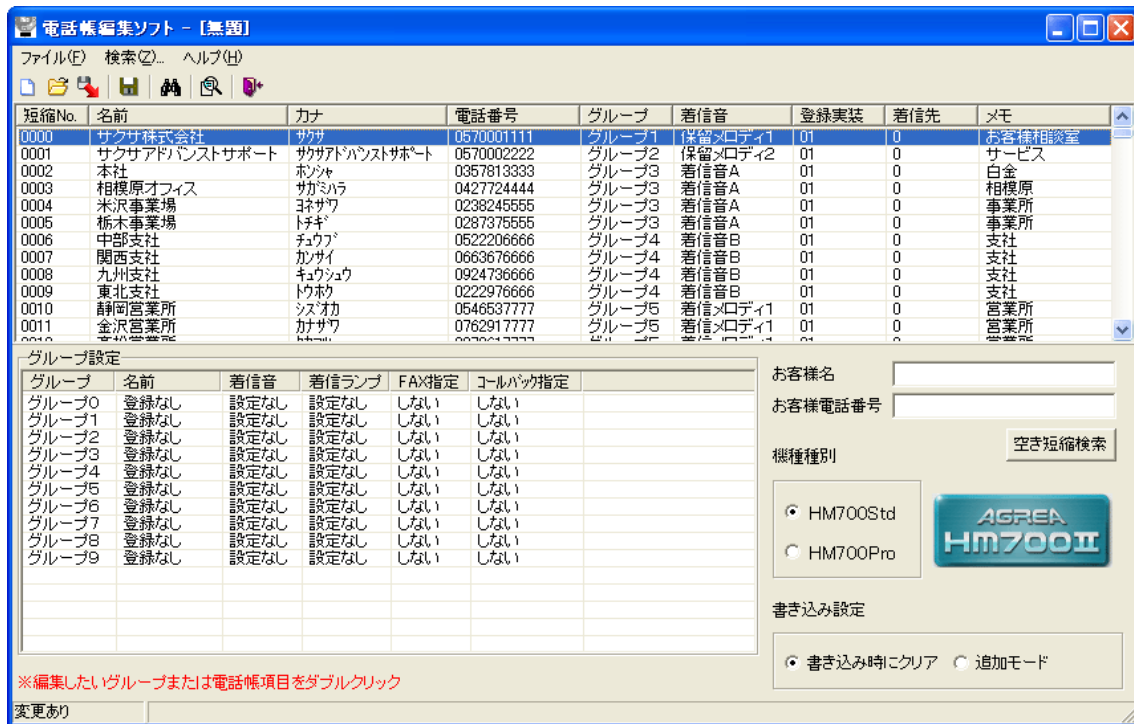 電話帳編集ソフト - [無題]
ファイル(F) 検索(Z)... ヘルプ(H)
短縮No. 名前 カナ 電話番号 グループ 着信音 登録実装 着信先 メモ
0000 サクサ株式会社 ｻｸｻ 0570001111 グループ1 保留メロディ1 01 0 お客様相談室
0001 サクサアドバンストサポート ｻｸｻｱﾄﾞﾊﾞﾝｽﾄｻﾎﾟｰﾄ 0570002222 グループ2 保留メロディ2 01 0 サービス
0002 本社 ﾎﾝｼｬ 0357813333 グループ3 着信音A 01 0 白金
0003 相模原オフィス ｻｶﾞﾐﾊﾗ 0427724444 グループ3 着信音A 01 0 相模原
0004 米沢事業場 ﾖﾈｻﾞﾜ 0238245555 グループ3 着信音A 01 0 事業所
0005 栃木事業場 ﾄﾁｷﾞ 0287375555 グループ3 着信音A 01 0 事業所
0006 中部支社 ﾁｭｳﾌﾞ 0522206666 グループ4 着信音B 01 0 支社
0007 関西支社 ｶﾝｻｲ 0663676666 グループ4 着信音B 01 0 支社
0008 九州支社 ｷｭｳｼｭｳ 0924736666 グループ4 着信音B 01 0 支社
0009 東北支社 ﾄｳﾎｸ 0222976666 グループ4 着信音B 01 0 支社
0010 静岡営業所 ｼｽﾞｵｶ 0546537777 グループ5 着信メロディ1 01 0 営業所
0011 金沢営業所 ｶﾅｻﾞﾜ 0762917777 グループ5 着信メロディ1 01 0 営業所
グループ設定
グループ 名前 着信音 着信ランプ FAX指定 ｺｰﾙﾊﾞｯｸ指定
グループ0 登録なし 設定なし 設定なし しない しない
グループ1 登録なし 設定なし 設定なし しない しない
グループ2 登録なし 設定なし 設定なし しない しない
グループ3 登録なし 設定なし 設定なし しない しない
グループ4 登録なし 設定なし 設定なし しない しない
グループ5 登録なし 設定なし 設定なし しない しない
グループ6 登録なし 設定なし 設定なし しない しない
グループ7 登録なし 設定なし 設定なし しない しない
グループ8 登録なし 設定なし 設定なし しない しない
グループ9 登録なし 設定なし 設定なし しない しない
※編集したいグループまたは電話帳項目をダブルクリック
お客様名
お客様電話番号
空き短縮検索
機種種別
HM700Std
HM700Pro
AGREA
HM700II
書き込み設定
書き込み時にクリア 追加モード
変更あり